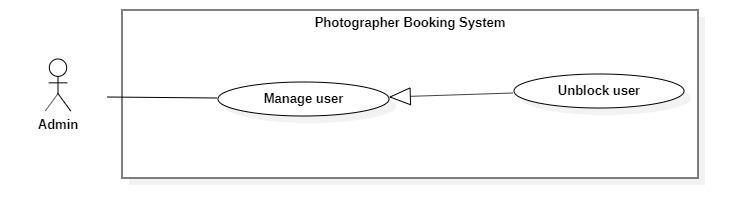 Photographer Booking System
Manage user
Unblock user
Admin